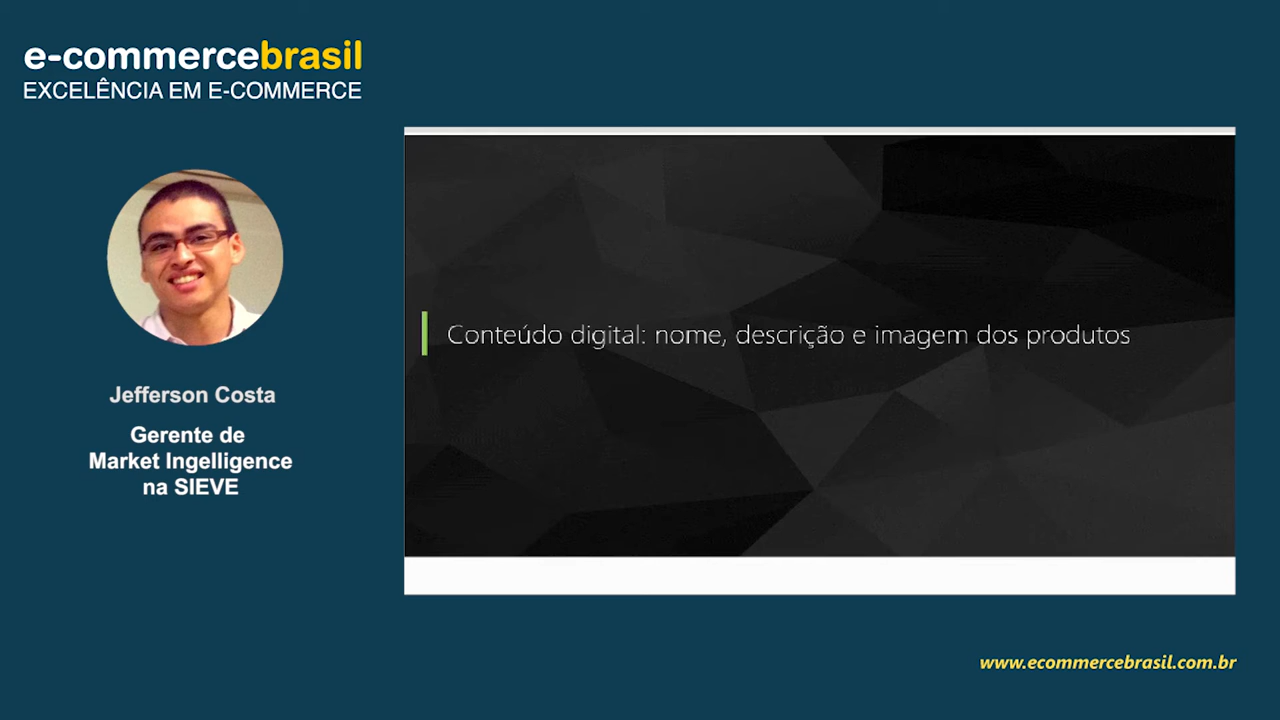 e-commercebrasil
EXCELÊNCIA EM E-COMMERCE
Jefferson Costa
Gerente de
Market Ingelligence
na SIEVE
Conteúdo digital: nome, descrição e imagem dos produtos
www.ecommercebrasil.com.br